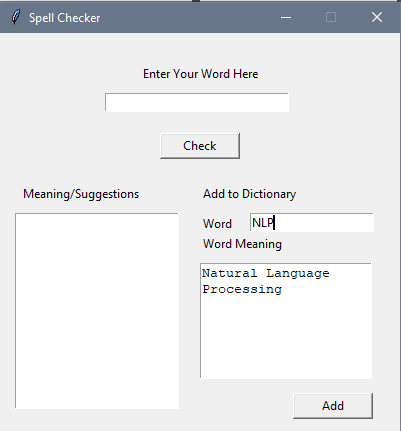 Spell Checker
Enter Your Word Here
Check
Meaning/Suggestions
Add to Dictionary
Word
NLP
Word Meaning
Natural Language
Processing
Add